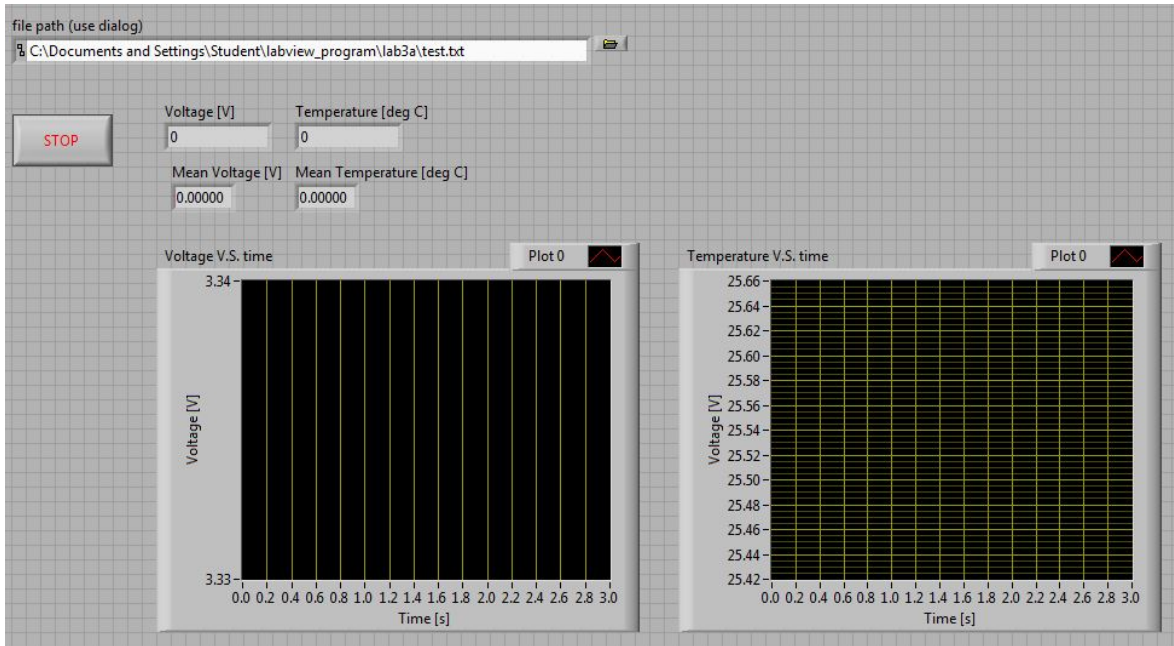 file path (use dialog)
C:\Documents and Settings\Student\labview_program\lab3a\test.txt
STOP
Voltage [V] Temperature [deg C]
0 0
Mean Voltage [V] Mean Temperature [deg C]
0.00000 0.00000
Voltage V.S. time Plot 0
3.34
Voltage [V]
3.33
0.0 0.2 0.4 0.6 0.8 1.0 1.2 1.4 1.6 1.8 2.0 2.2 2.4 2.6 2.8 3.0
Time [s]
Temperature V.S. time Plot 0
25.66
25.64
25.62
25.60
25.58
25.56
25.54
25.52
25.50
25.48
25.46
25.44
25.42
Voltage [V]
0.0 0.2 0.4 0.6 0.8 1.0 1.2 1.4 1.6 1.8 2.0 2.2 2.4 2.6 2.8 3.0
Time [s]